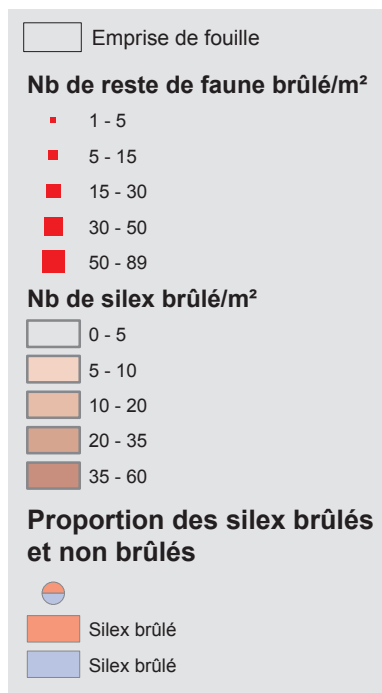 Emprise de fouille
Nb de reste de faune brûlé/m²
1 - 5
5 - 15
15 - 30
30 - 50
50 - 89
Nb de silex brûlé/m²
0 - 5
5 - 10
10 - 20
20 - 35
35 - 60
Proportion des silex brûlés
et non brûlés
Silex brûlé
Silex brûlé